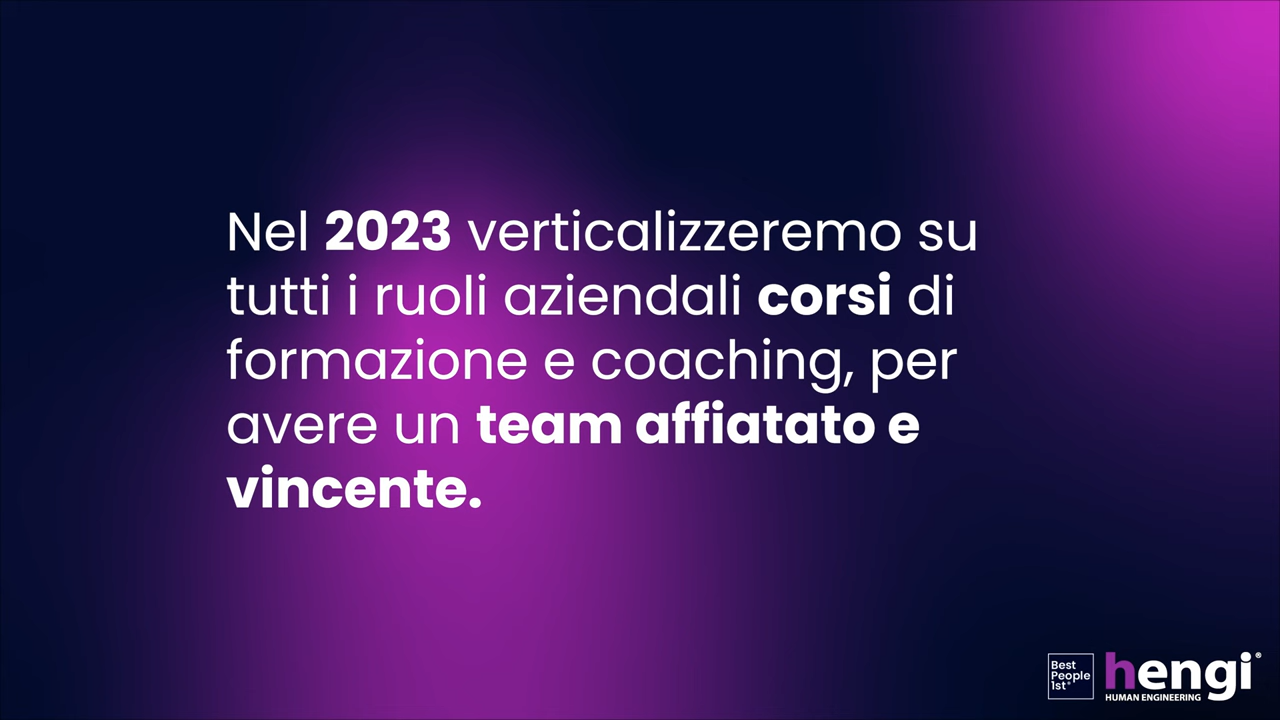 Nel 2023 verticalizzeremo su
tutti i ruoli aziendali corsi di
formazione e coaching, per
avere un team affiatato e
vincente.
Best
People
1st®
hengi®
HUMAN ENGINEERING